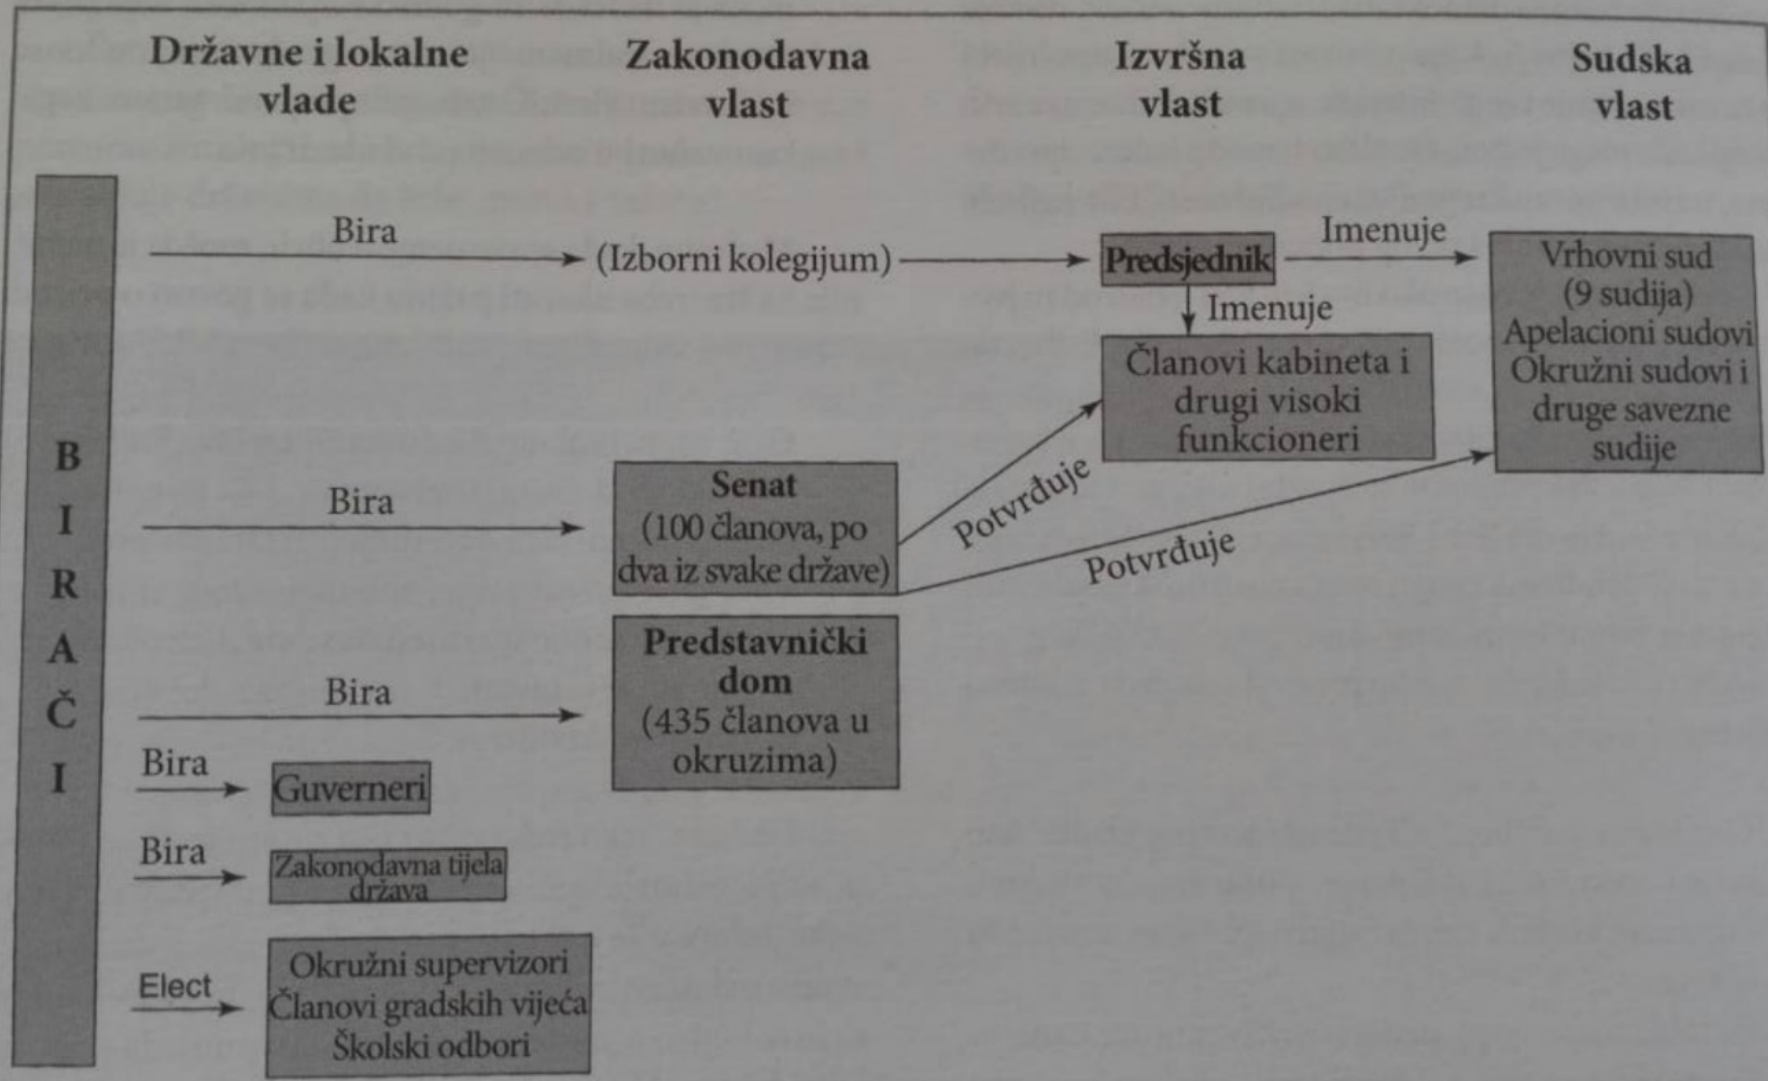 Državne i lokalne
vlade
Zakonodavna
vlast
Izvršna
vlast
Sudska
vlast
B
I
R
A
Č
I
Bira
(Izborni kolegijum)
Predsjednik
Imenuje
Vrhovni sud
(9 sudija)
Apelacioni sudovi
Okružni sudovi i
druge savezne
sudije
Imenuje
Članovi kabineta i
drugi visoki
funkcioneri
Bira
Senat
(100 članova, po
dva iz svake države)
Potvrđuje
Potvrđuje
Bira
Predstavnički
dom
(435 članova u
okruzima)
Bira
Guverneri
Bira
Zakonodavna tijela
država
Elect
Okružni supervizori
Članovi gradskih vijeća
Školski odbori